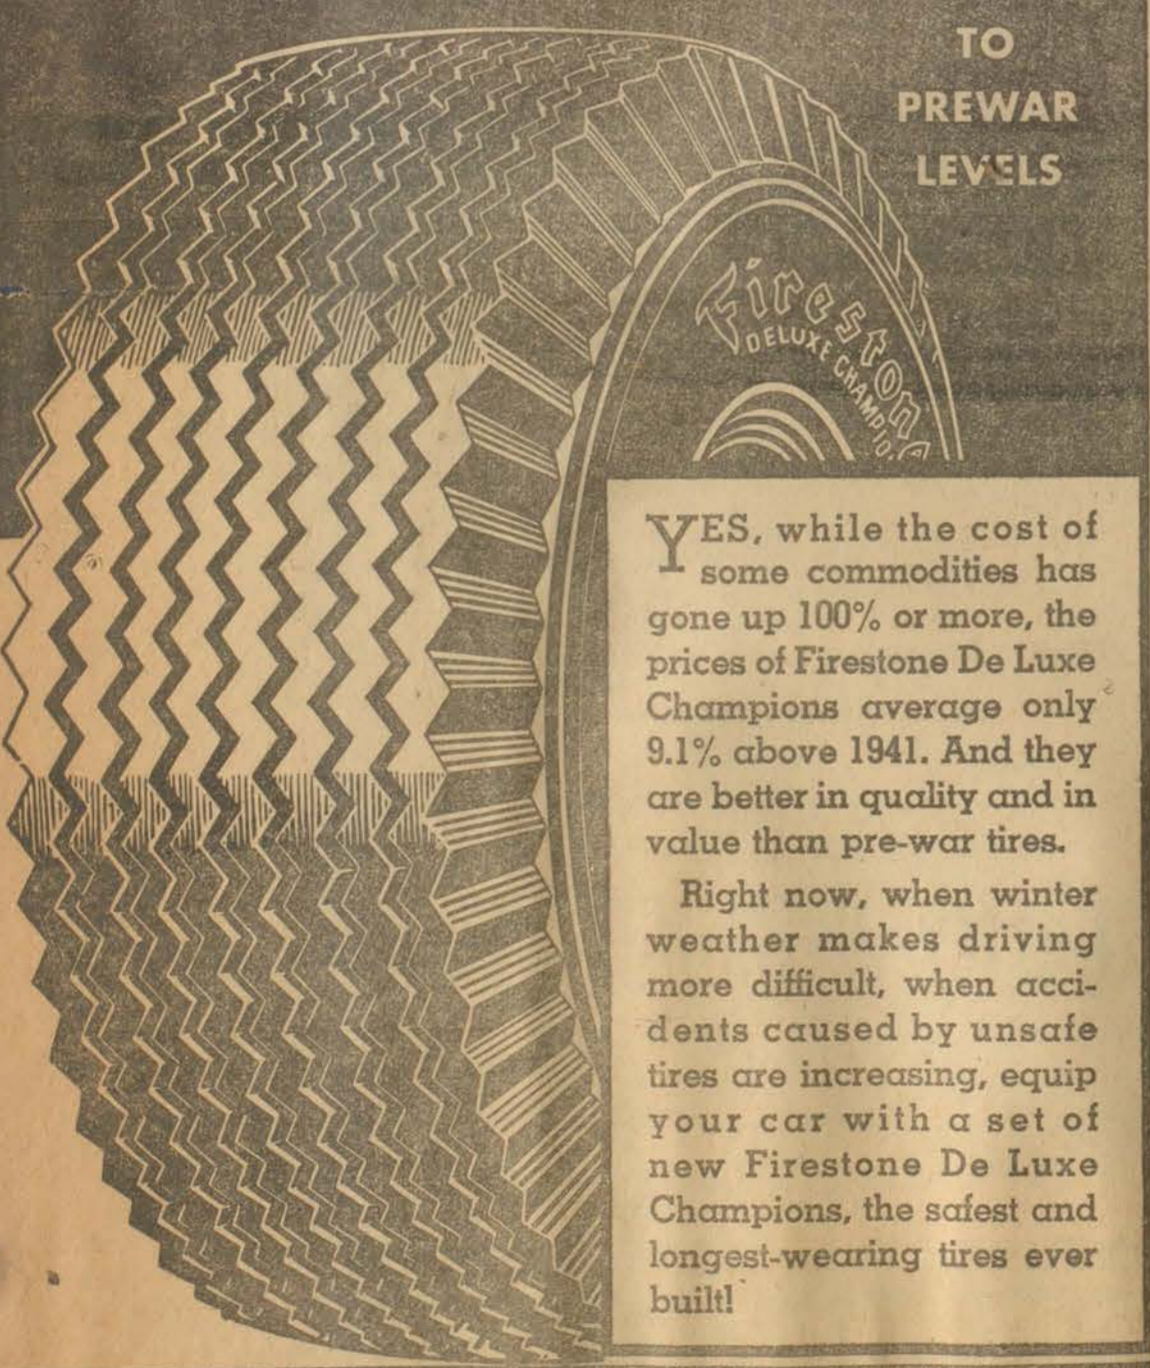 TO
PREWAR
LEVELS
Firestone
DELUXE CHAMPIO
YES, while the cost of
some commodities has
gone up 100% or more, the
prices of Firestone De Luxe
Champions average only
9.1% above 1941. And they
are better in quality and in
value than pre-war tires.
Right now, when winter
weather makes driving
more difficult, when acci-
dents caused by unsafe
tires are increasing, equip
your car with a set of
new Firestone De Luxe
Champions, the safest and
longest-wearing tires ever
built!